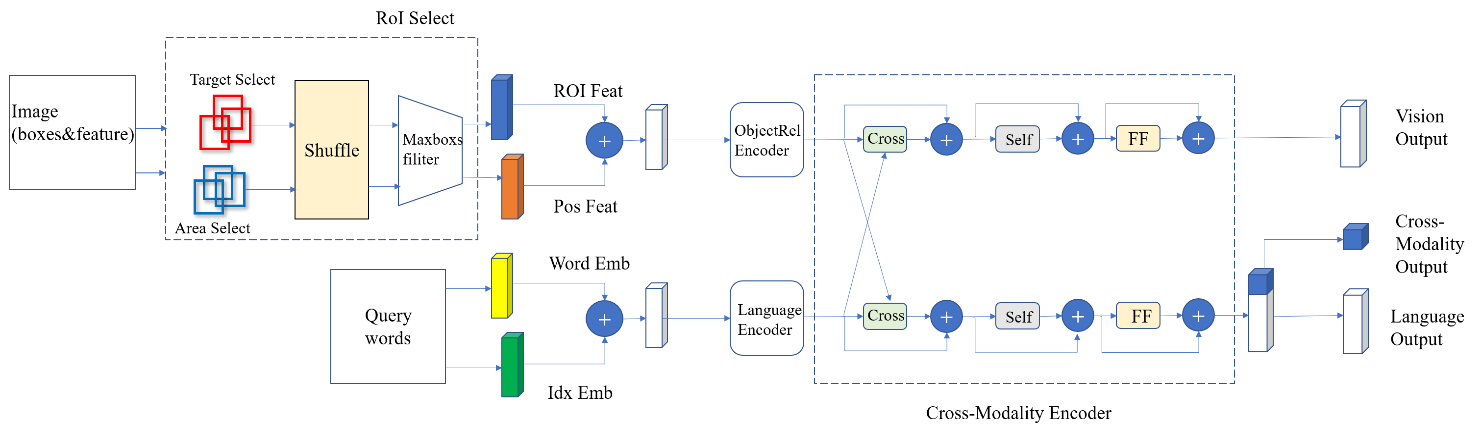 RoI Select
Image
(boxes&feature)
Target Select
Area Select
Shuffle
Maxboxs
filiter
ROI Feat
Pos Feat
ObjectRel
Encoder
Cross
+
Self
+
FF
+
+
Vision
Output
Cross-
Modality
Output
Query
words
Word Emb
Idx Emb
+
Language
Encoder
Cross
+
Self
+
FF
+
Language
Output
Cross-Modality Encoder